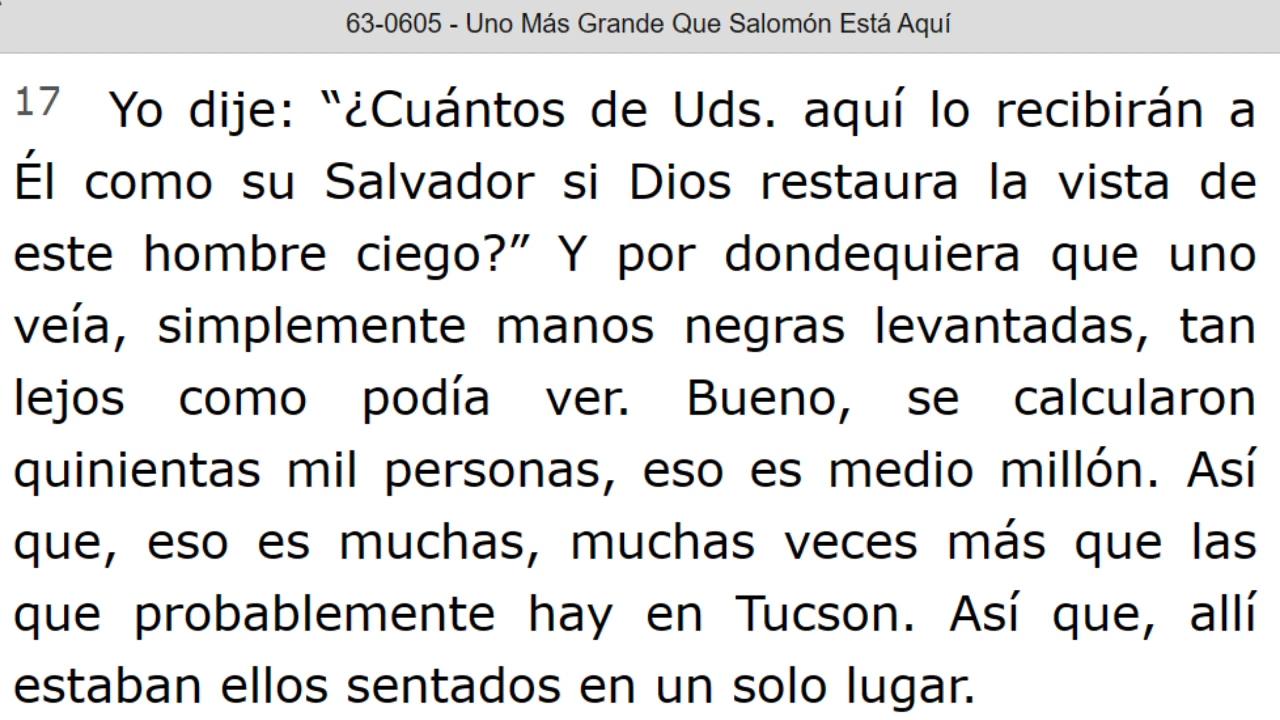 63-0605 - Uno Más Grande Que Salomón Está Aquí
17 Yo dije: “¿Cuántos de Uds. aquí lo recibirán a
Él como su Salvador si Dios restaura la vista de
este hombre ciego?” Y por dondequiera que uno
veía, simplemente manos negras levantadas, tan
lejos como podía ver. Bueno, se calcularon
quinientas mil personas, eso es medio millón. Así
que, eso es muchas, muchas veces más que las
que probablemente hay en Tucson. Así que, allí
estaban ellos sentados en un solo lugar.